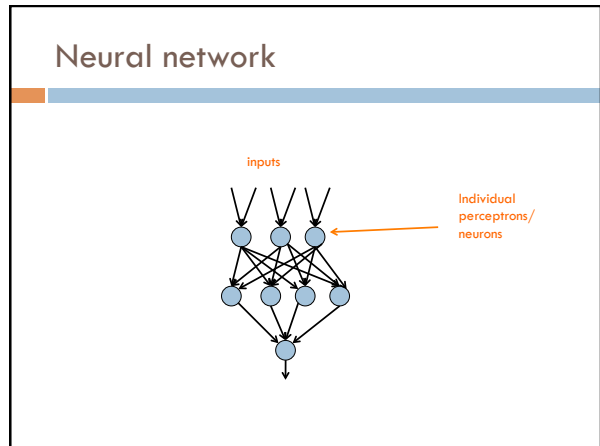 Neural network
inputs
Individual
perceptrons/
neurons